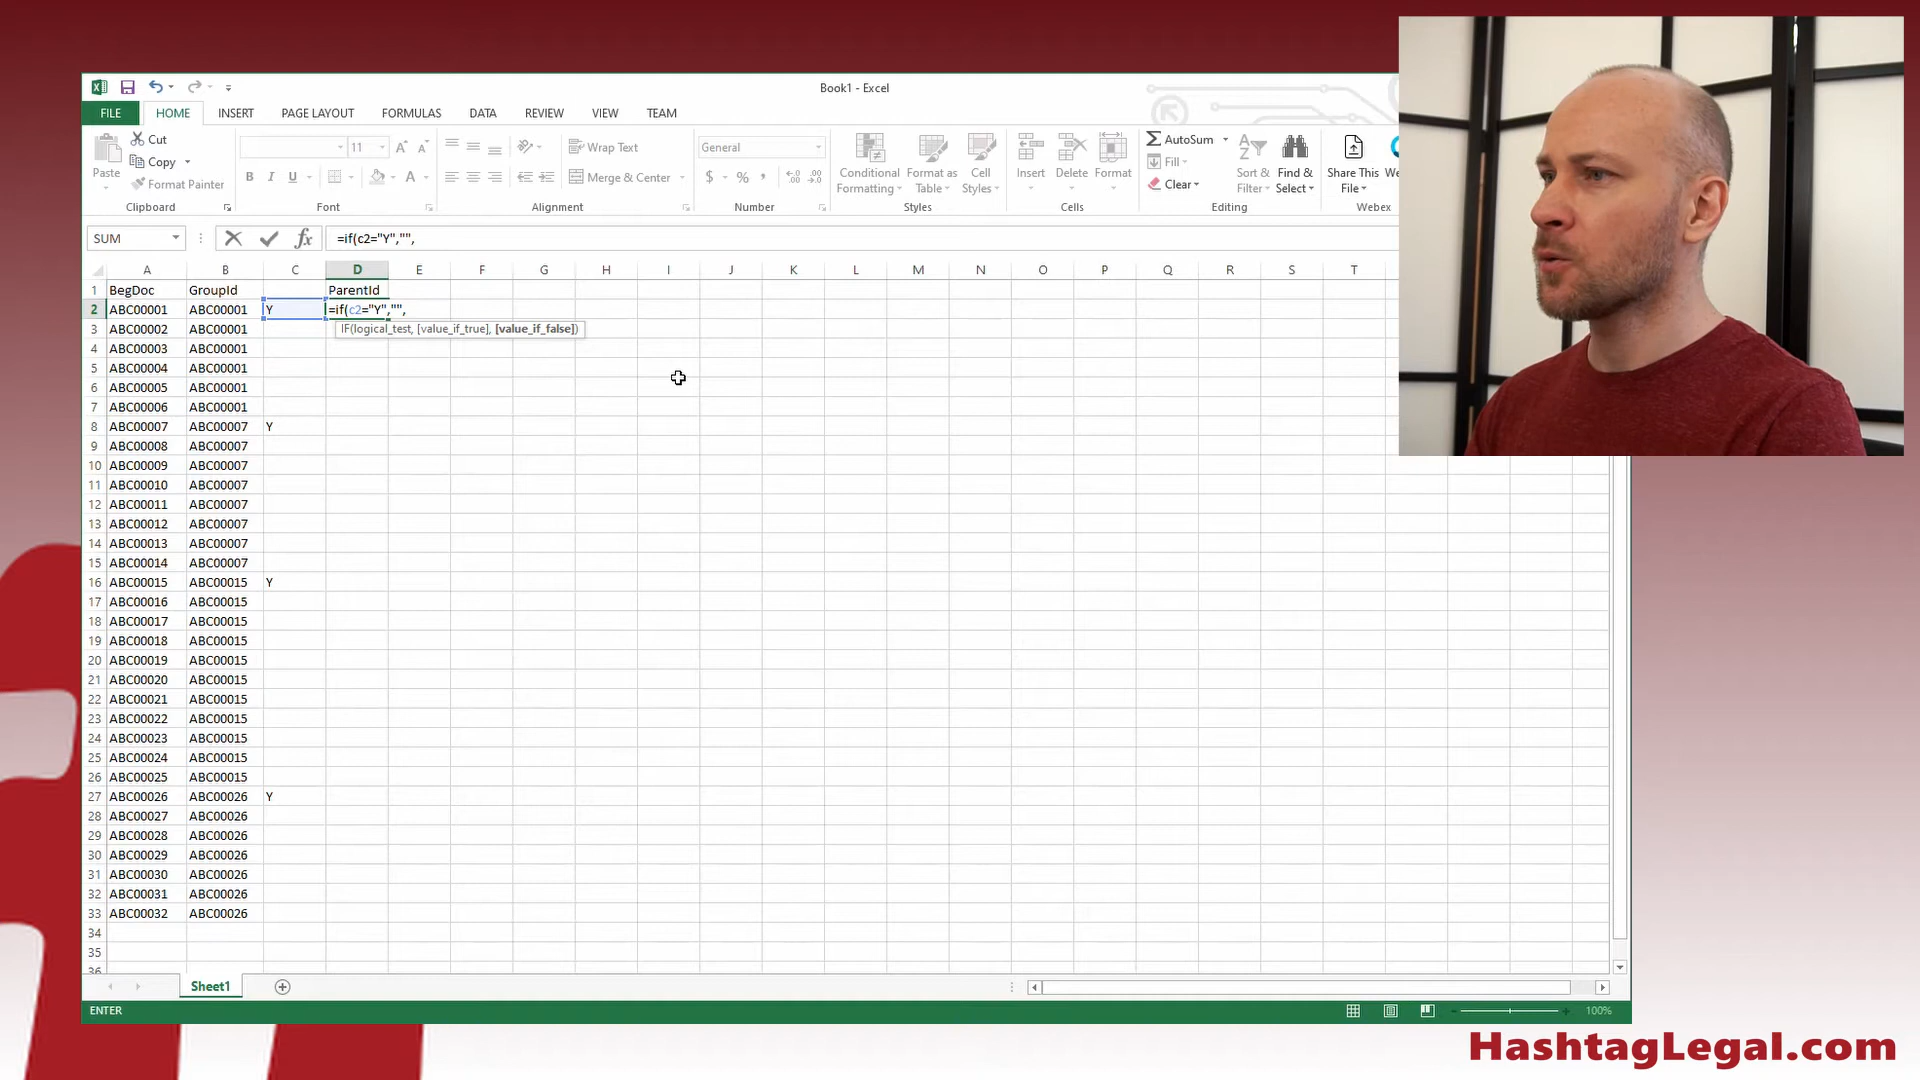 Book1 - Excel
FILE HOME INSERT PAGE LAYOUT FORMULAS DATA REVIEW VIEW TEAM
Cut
Copy
Format Painter
Paste
Clipboard
11
Font
Wrap Text
Merge & Center
Alignment
General
$ % ,
Number
Conditional Formatting
Format as Table
Cell Styles
Styles
Insert Delete Format
Cells
AutoSum
Fill
Clear
Sort & Filter
Find & Select
Editing
Share This File
Webex
SUM
=if(c2="Y","",
A B C D E F G H I J K L M N O P Q R S T
1 BegDoc GroupId ParentId
2 ABC00001 ABC00001 Y =if(c2="Y","",
IF(logical_test, [value_if_true], [value_if_false])
3 ABC00002 ABC00001
4 ABC00003 ABC00001
5 ABC00004 ABC00001
6 ABC00005 ABC00001
7 ABC00006 ABC00001
8 ABC00007 ABC00007 Y
9 ABC00008 ABC00007
10 ABC00009 ABC00007
11 ABC00010 ABC00007
12 ABC00011 ABC00007
13 ABC00012 ABC00007
14 ABC00013 ABC00007
15 ABC00014 ABC00007
16 ABC00015 ABC00015 Y
17 ABC00016 ABC00015
18 ABC00017 ABC00015
19 ABC00018 ABC00015
20 ABC00019 ABC00015
21 ABC00020 ABC00015
22 ABC00021 ABC00015
23 ABC00022 ABC00015
24 ABC00023 ABC00015
25 ABC00024 ABC00015
26 ABC00025 ABC00015
27 ABC00026 ABC00026 Y
28 ABC00027 ABC00026
29 ABC00028 ABC00026
30 ABC00029 ABC00026
31 ABC00030 ABC00026
32 ABC00031 ABC00026
33 ABC00032 ABC00026
34
35
36
Sheet1
ENTER
100%
HashtagLegal.com